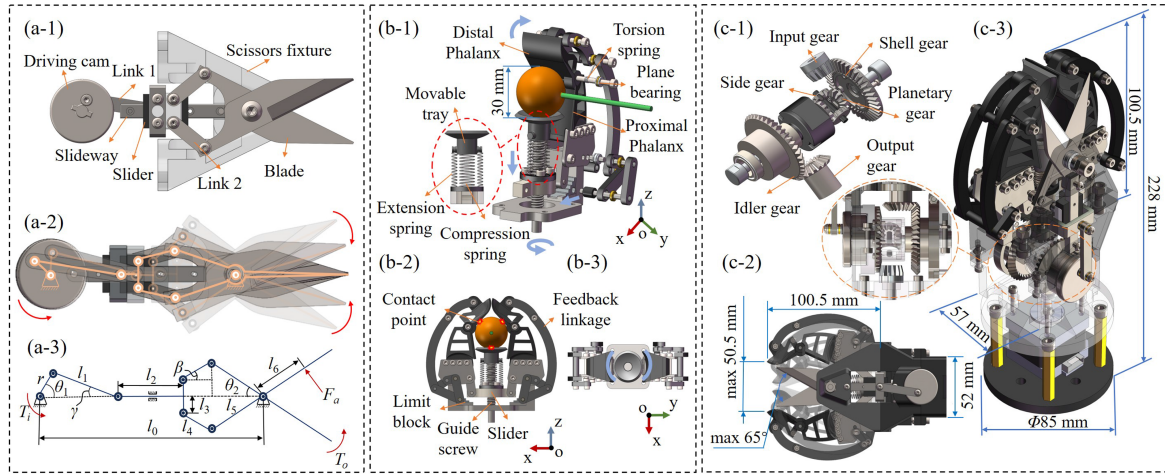 (a-1)
Driving cam
Link 1
Scissors fixture
Slideway
Slider
Link 2
Blade
(a-2)
(a-3)
r
θ1
l1
γ
Ti
l2
β
l3
l4
θ2
l5
l6
Fa
l0
To
(b-1)
Distal
Phalanx
Torsion
spring
Plane
bearing
30 mm
Movable
tray
Proximal
Phalanx
Extension
spring
Compression
spring
z
o
x
y
(b-2)
Contact
point
Feedback
linkage
Limit
block
Guide
screw
Slider
z
x
o
(b-3)
o
y
x
(c-1)
Input gear
Shell gear
Side gear
Planetary
gear
Output
gear
Idler gear
(c-2)
100.5 mm
max 50.5 mm
52 mm
max 65°
(c-3)
100.5 mm
228 mm
57 mm
Φ85 mm